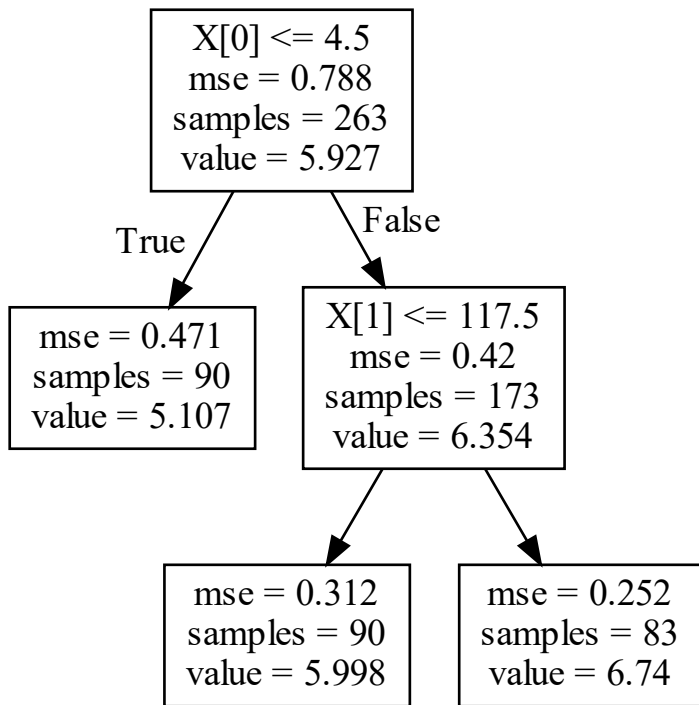 X[0] <= 4.5
mse = 0.788
samples = 263
value = 5.927
True
False
mse = 0.471
samples = 90
value = 5.107
X[1] <= 117.5
mse = 0.42
samples = 173
value = 6.354
mse = 0.312
samples = 90
value = 5.998
mse = 0.252
samples = 83
value = 6.74